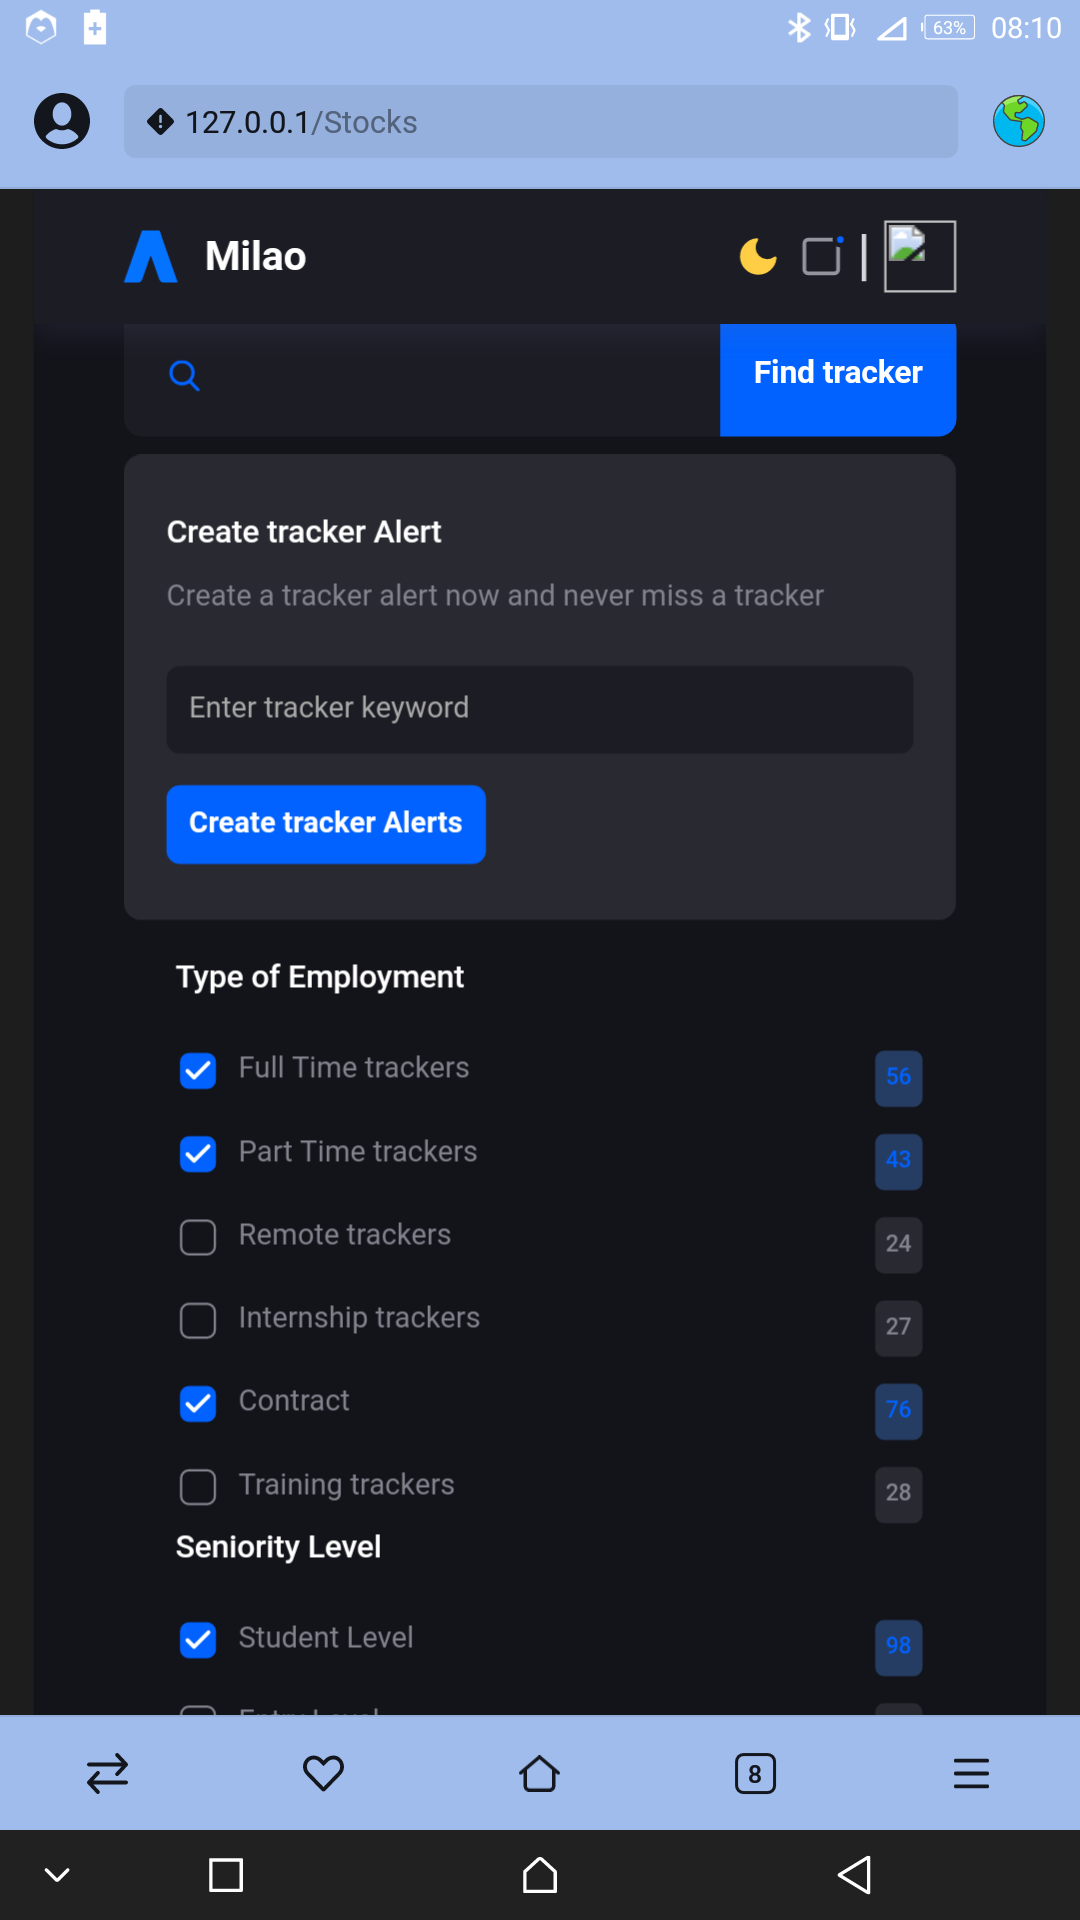 63% 08:10
127.0.0.1/Stocks
Milao
Find tracker
Create tracker Alert
Create a tracker alert now and never miss a tracker
Enter tracker keyword
Create tracker Alerts
Type of Employment
Full Time trackers 56
Part Time trackers 43
Remote trackers 24
Internship trackers 27
Contract 76
Training trackers 28
Seniority Level
Student Level 98
Entry Level
8